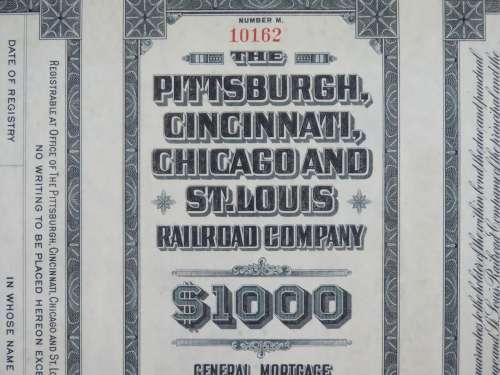 NUMBER M.
10162
THE
PITTSBURGH,
CINCINNATI,
CHICAGO AND
ST. LOUIS
RAILROAD COMPANY
$1000
GENERAL MORTGAGE
DATE OF REGISTRY
IN WHOSE NAME
REGISTRABLE AT OFFICE OF THE PITTSBURGH, CINCINNATI, CHICAGO AND ST. LO
NO WRITING TO BE PLACED HEREON EXCE